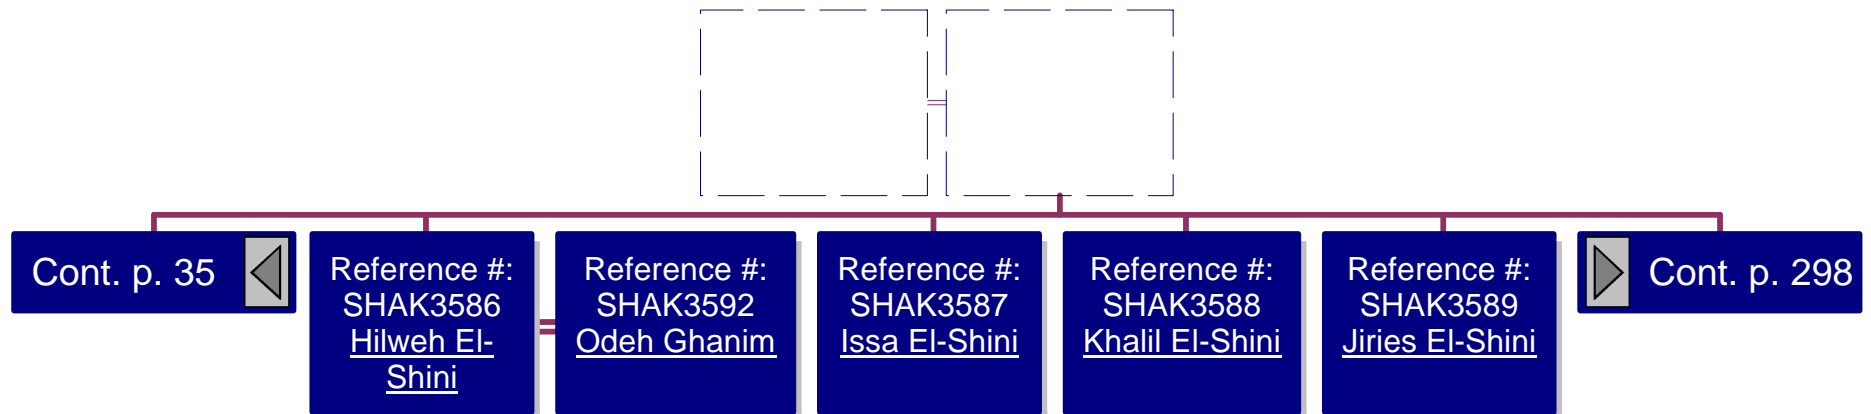 Cont. p. 35
Reference #:
SHAK3586
Hilweh El-
Shini
Reference #:
SHAK3592
Odeh Ghanim
Reference #:
SHAK3587
Issa El-Shini
Reference #:
SHAK3588
Khalil El-Shini
Reference #:
SHAK3589
Jiries El-Shini
Cont. p. 298